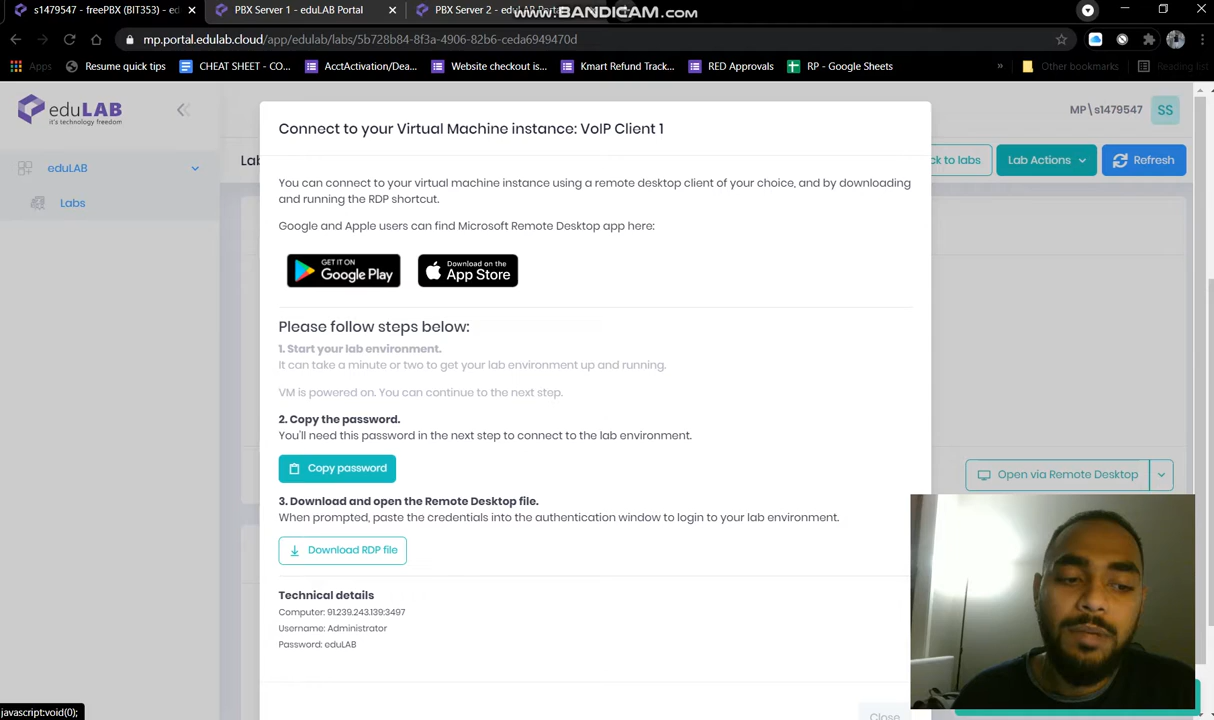 s1479547 - freePBX (BIT353) - ed
PBX Server 1 - eduLAB Portal
PBX Server 2 - eduLAB Portal
www.BANDICAM.com
mp.portal.edulab.cloud/app/edulab/labs/5b728b84-8f3a-4906-82b6-ceda6949470d
Apps
Resume quick tips
CHEAT SHEET - CO...
AcctActivation/Dea...
Website checkout is...
Kmart Refund Track...
RED Approvals
RP - Google Sheets
»
Other bookmarks
Reading list
eduLAB
it's technology freedom
MP\s1479547
SS
eduLAB
Labs
Lab
ck to labs
Lab Actions
Refresh
Connect to your Virtual Machine instance: VoIP Client 1
You can connect to your virtual machine instance using a remote desktop client of your choice, and by downloading
and running the RDP shortcut.
Google and Apple users can find Microsoft Remote Desktop app here:
GET IT ON
Google Play
Download on the
App Store
Please follow steps below:
1. Start your lab environment.
It can take a minute or two to get your lab environment up and running.
VM is powered on. You can continue to the next step.
2. Copy the password.
You'll need this password in the next step to connect to the lab environment.
Copy password
3. Download and open the Remote Desktop file.
When prompted, paste the credentials into the authentication window to login to your lab environment.
Download RDP file
Open via Remote Desktop
Technical details
Computer: 91.239.243.139:3497
Username: Administrator
Password: eduLAB
Close
javascript:void(0);